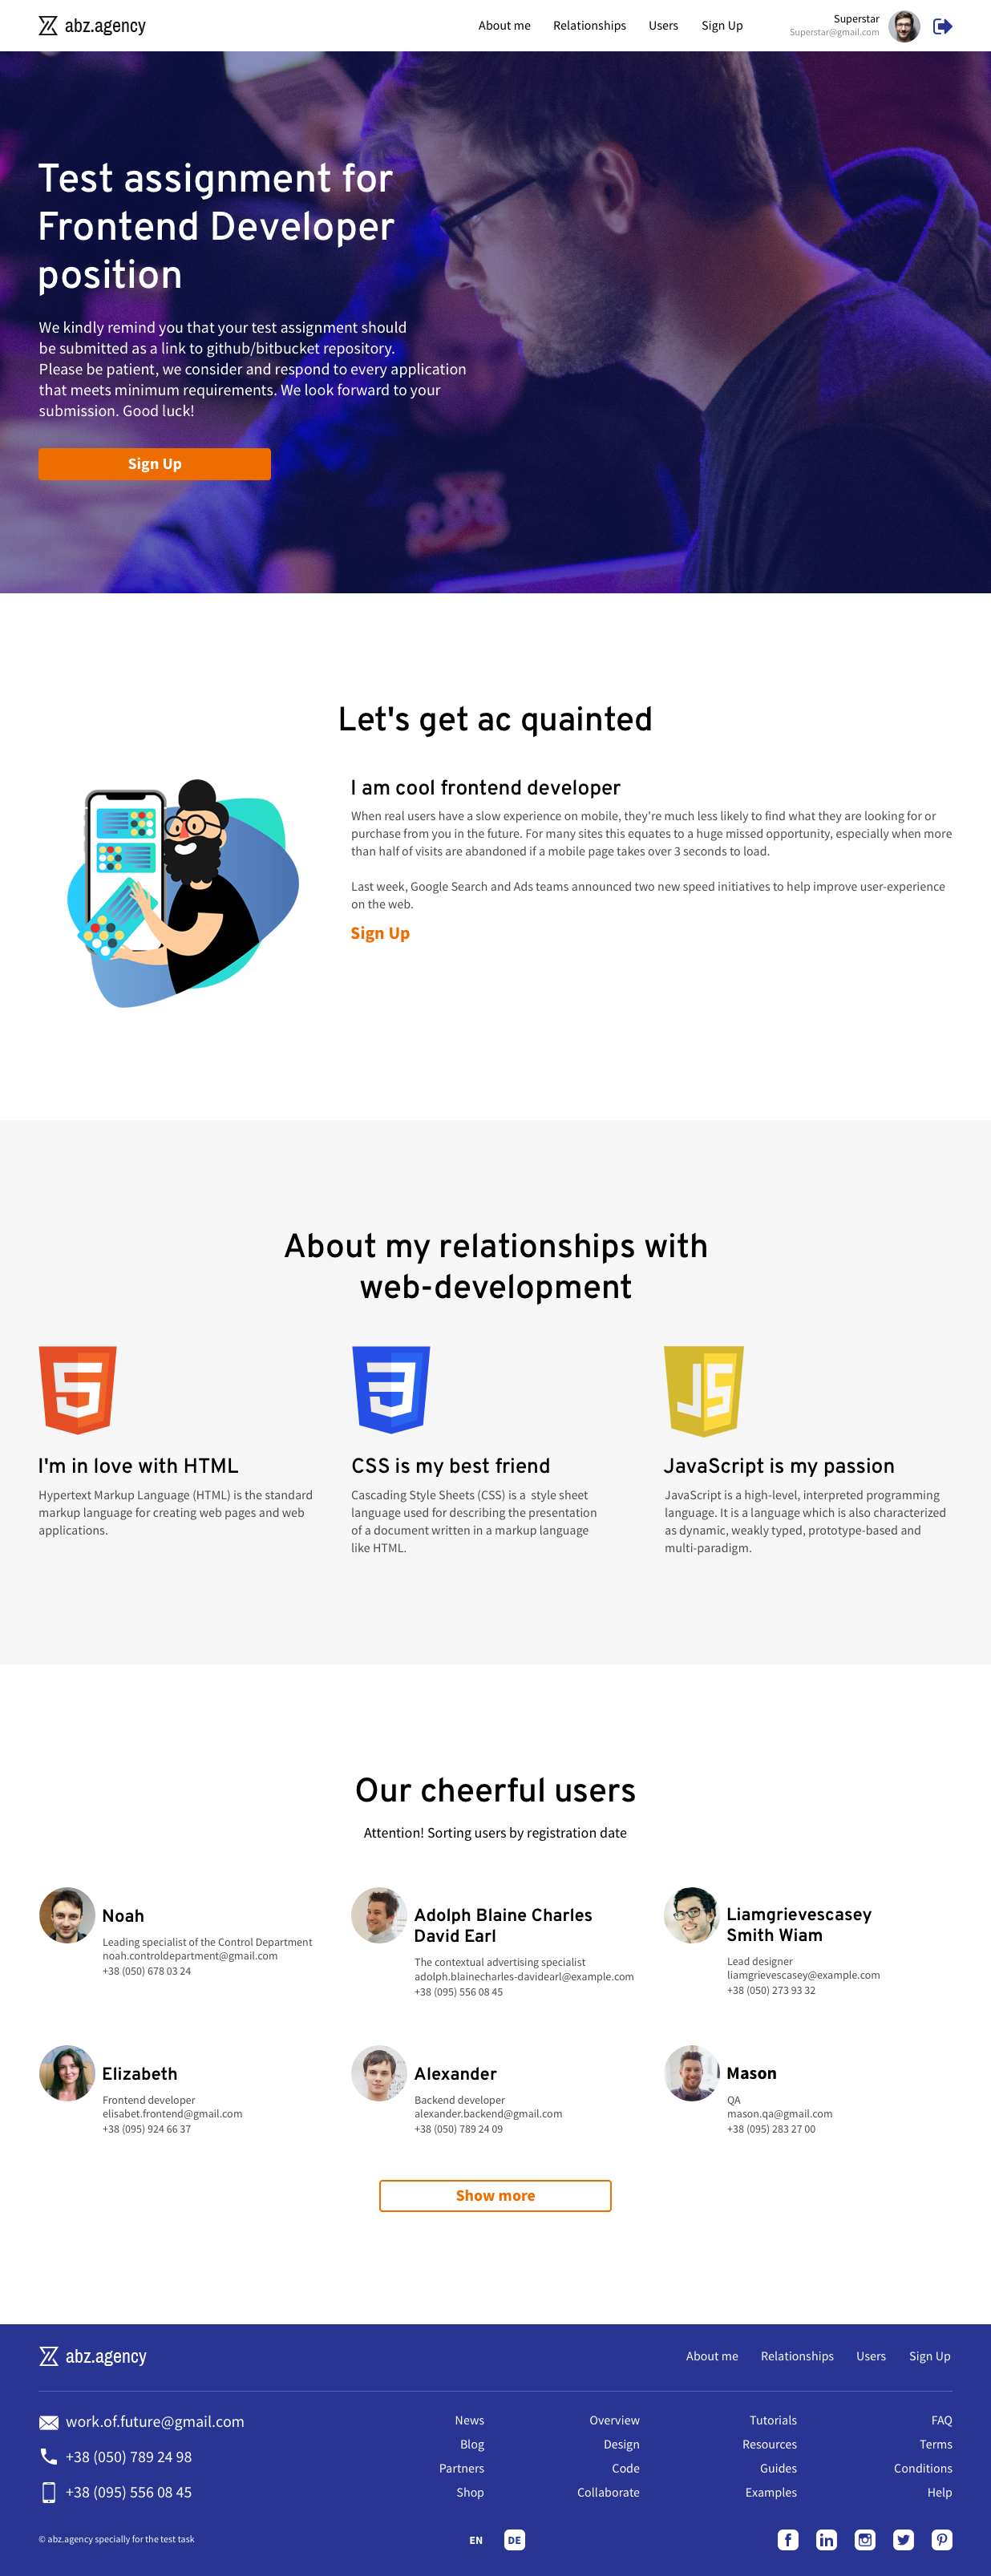 abz.agency
About me Relationships Users Sign Up
Superstar
Superstar@gmail.com
Test assignment for
Frontend Developer
position
We kindly remind you that your test assignment should
be submitted as a link to github/bitbucket repository.
Please be patient, we consider and respond to every application
that meets minimum requirements. We look forward to your
submission. Good luck!
Sign Up
Let's get ac quainted
I am cool frontend developer
When real users have a slow experience on mobile, they're much less likely to find what they are looking for or
purchase from you in the future. For many sites this equates to a huge missed opportunity, especially when more
than half of visits are abandoned if a mobile page takes over 3 seconds to load.
Last week, Google Search and Ads teams announced two new speed initiatives to help improve user-experience
on the web.
Sign Up
About my relationships with
web-development
5
3
JS
I'm in love with HTML
Hypertext Markup Language (HTML) is the standard
markup language for creating web pages and web
applications.
CSS is my best friend
Cascading Style Sheets (CSS) is a style sheet
language used for describing the presentation
of a document written in a markup language
like HTML.
JavaScript is my passion
JavaScript is a high-level, interpreted programming
language. It is a language which is also characterized
as dynamic, weakly typed, prototype-based and
multi-paradigm.
Our cheerful users
Attention! Sorting users by registration date
Noah
Leading specialist of the Control Department
noah.controldepartment@gmail.com
+38 (050) 678 03 24
Adolph Blaine Charles
David Earl
The contextual advertising specialist
adolph.blainecharles-davidearl@example.com
+38 (095) 556 08 45
Liamgrievescasey
Smith Wiam
Lead designer
liamgrievescasey@example.com
+38 (050) 273 93 32
Elizabeth
Frontend developer
elisabet.frontend@gmail.com
+38 (095) 924 66 37
Alexander
Backend developer
alexander.backend@gmail.com
+38 (050) 789 24 09
Mason
QA
mason.qa@gmail.com
+38 (095) 283 27 00
Show more
abz.agency
About me Relationships Users Sign Up
work.of.future@gmail.com
+38 (050) 789 24 98
+38 (095) 556 08 45
News
Blog
Partners
Shop
Overview
Design
Code
Collaborate
Tutorials
Resources
Guides
Examples
FAQ
Terms
Conditions
Help
© abz.agency specially for the test task
EN DE